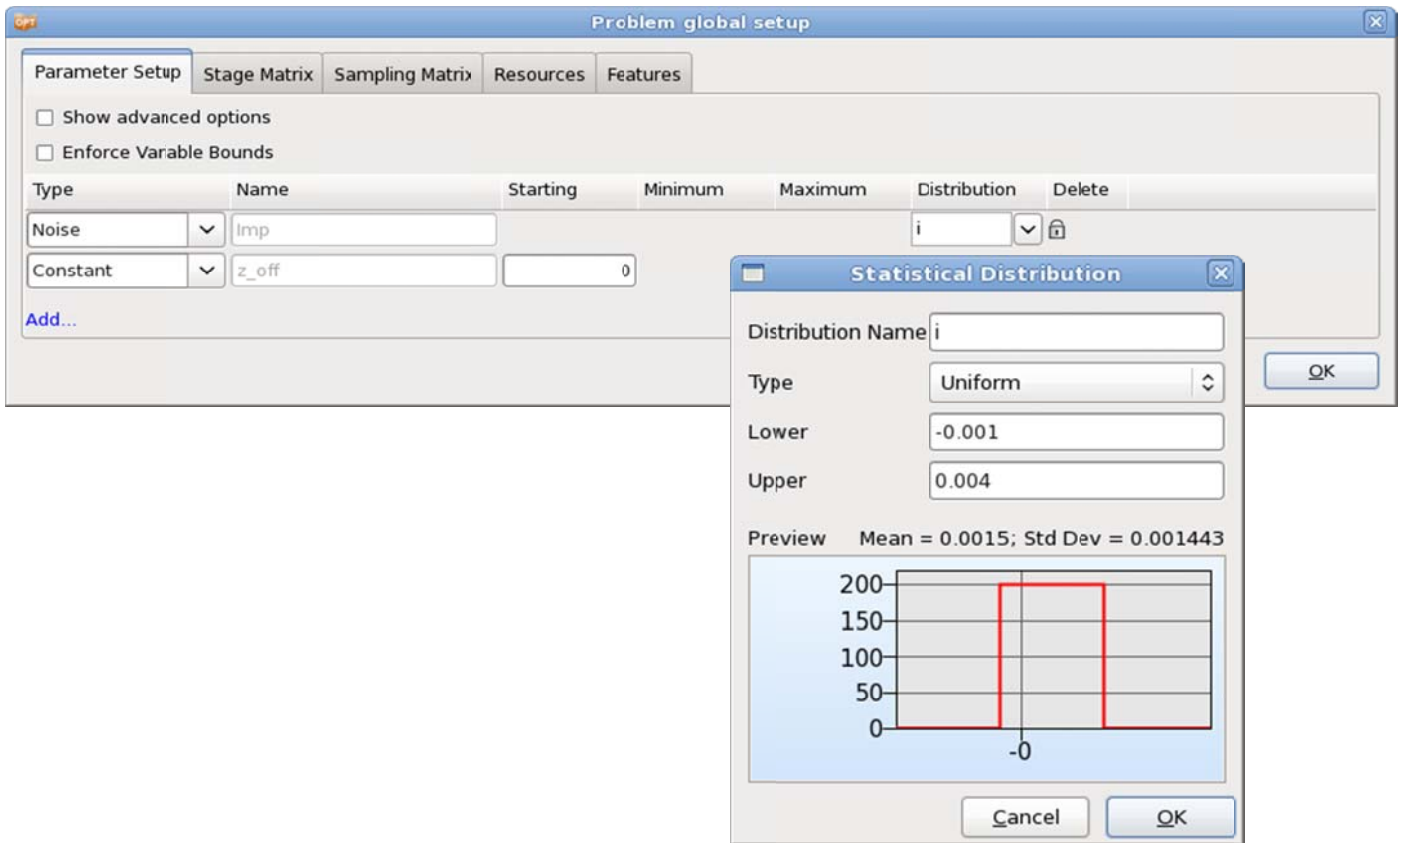 OPT Problem global setup
Parameter Setup Stage Matrix Sampling Matrix Resources Features
Show advanced options
Enforce Variable Bounds
Type Name Starting Minimum Maximum Distribution Delete
Noise Imp i
Constant z_off 0
Add...
OK
Statistical Distribution
Distribution Name i
Type Uniform
Lower -0.001
Upper 0.004
Preview Mean = 0.0015; Std Dev = 0.001443
200
150
100
50
0
-0
Cancel OK